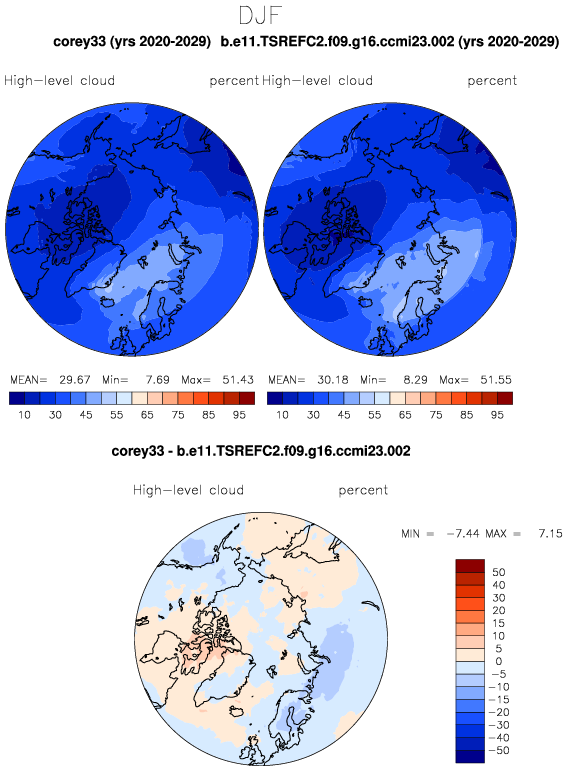 DJF
corey33 (yrs 2020-2029) b.e11.TSREFC2.f09.g16.ccmi23.002 (yrs 2020-2029)
High-level cloud percent High-level cloud percent
MEAN= 29.67 Min= 7.69 Max= 51.43 MEAN= 30.18 Min= 8.29 Max= 51.55
10 30 45 55 65 75 85 95 10 30 45 55 65 75 85 95
corey33 - b.e11.TSREFC2.f09.g16.ccmi23.002
High-level cloud percent
MIN = -7.44 MAX = 7.15
50
40
30
20
15
10
5
0
-5
-10
-15
-20
-30
-40
-50